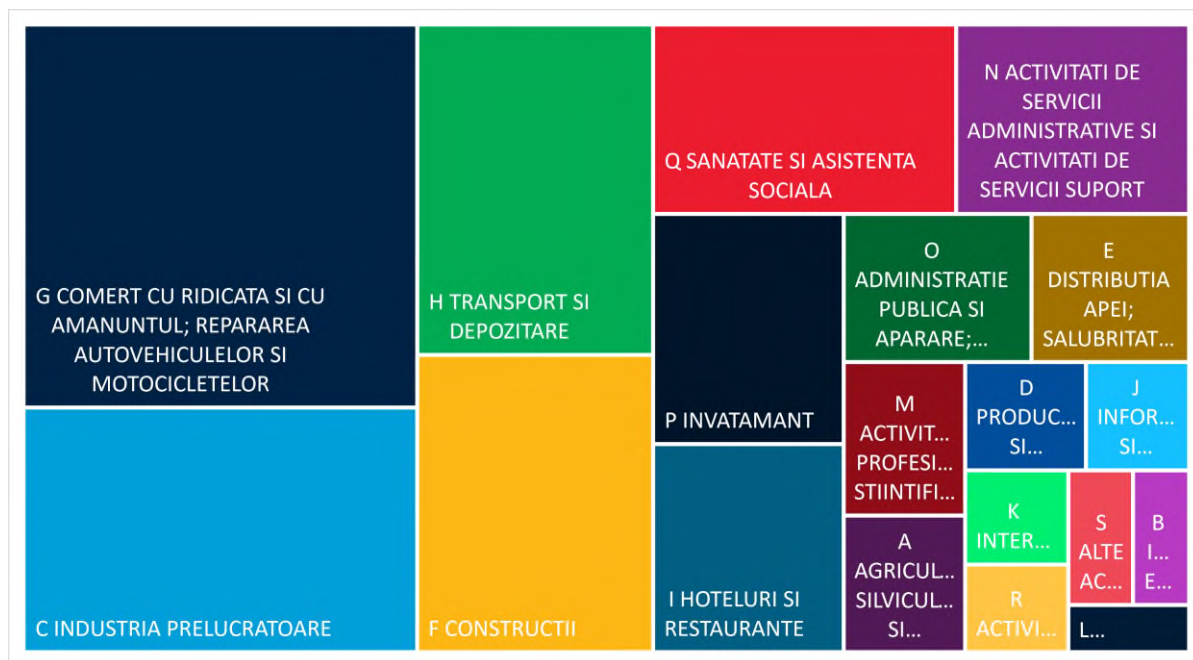 G COMERT CU RIDICATA SI CU
AMANUNTUL; REPARAREA
AUTOVEHICULELOR SI
MOTOCICLETELOR
C INDUSTRIA PRELUCRATOARE
H TRANSPORT SI
DEPOZITARE
F CONSTRUCTII
Q SANATATE SI ASISTENTA
SOCIALA
N ACTIVITATI DE
SERVICII
ADMINISTRATIVE SI
ACTIVITATI DE
SERVICII SUPORT
P INVATAMANT
I HOTELURI SI
RESTAURANTE
O
ADMINISTRATIE
PUBLICA SI
APARARE;...
E
DISTRIBUTIA
APEI;
SALUBRITAT...
M
ACTIVIT...
PROFESI...
STIINTIFI...
A
AGRICUL...
SILVICUL...
SI...
D
PRODUC...
SI...
J
INFOR...
SI...
K
INTER...
R
ACTIVI...
S
ALTE
AC...
B
I...
E...
L...